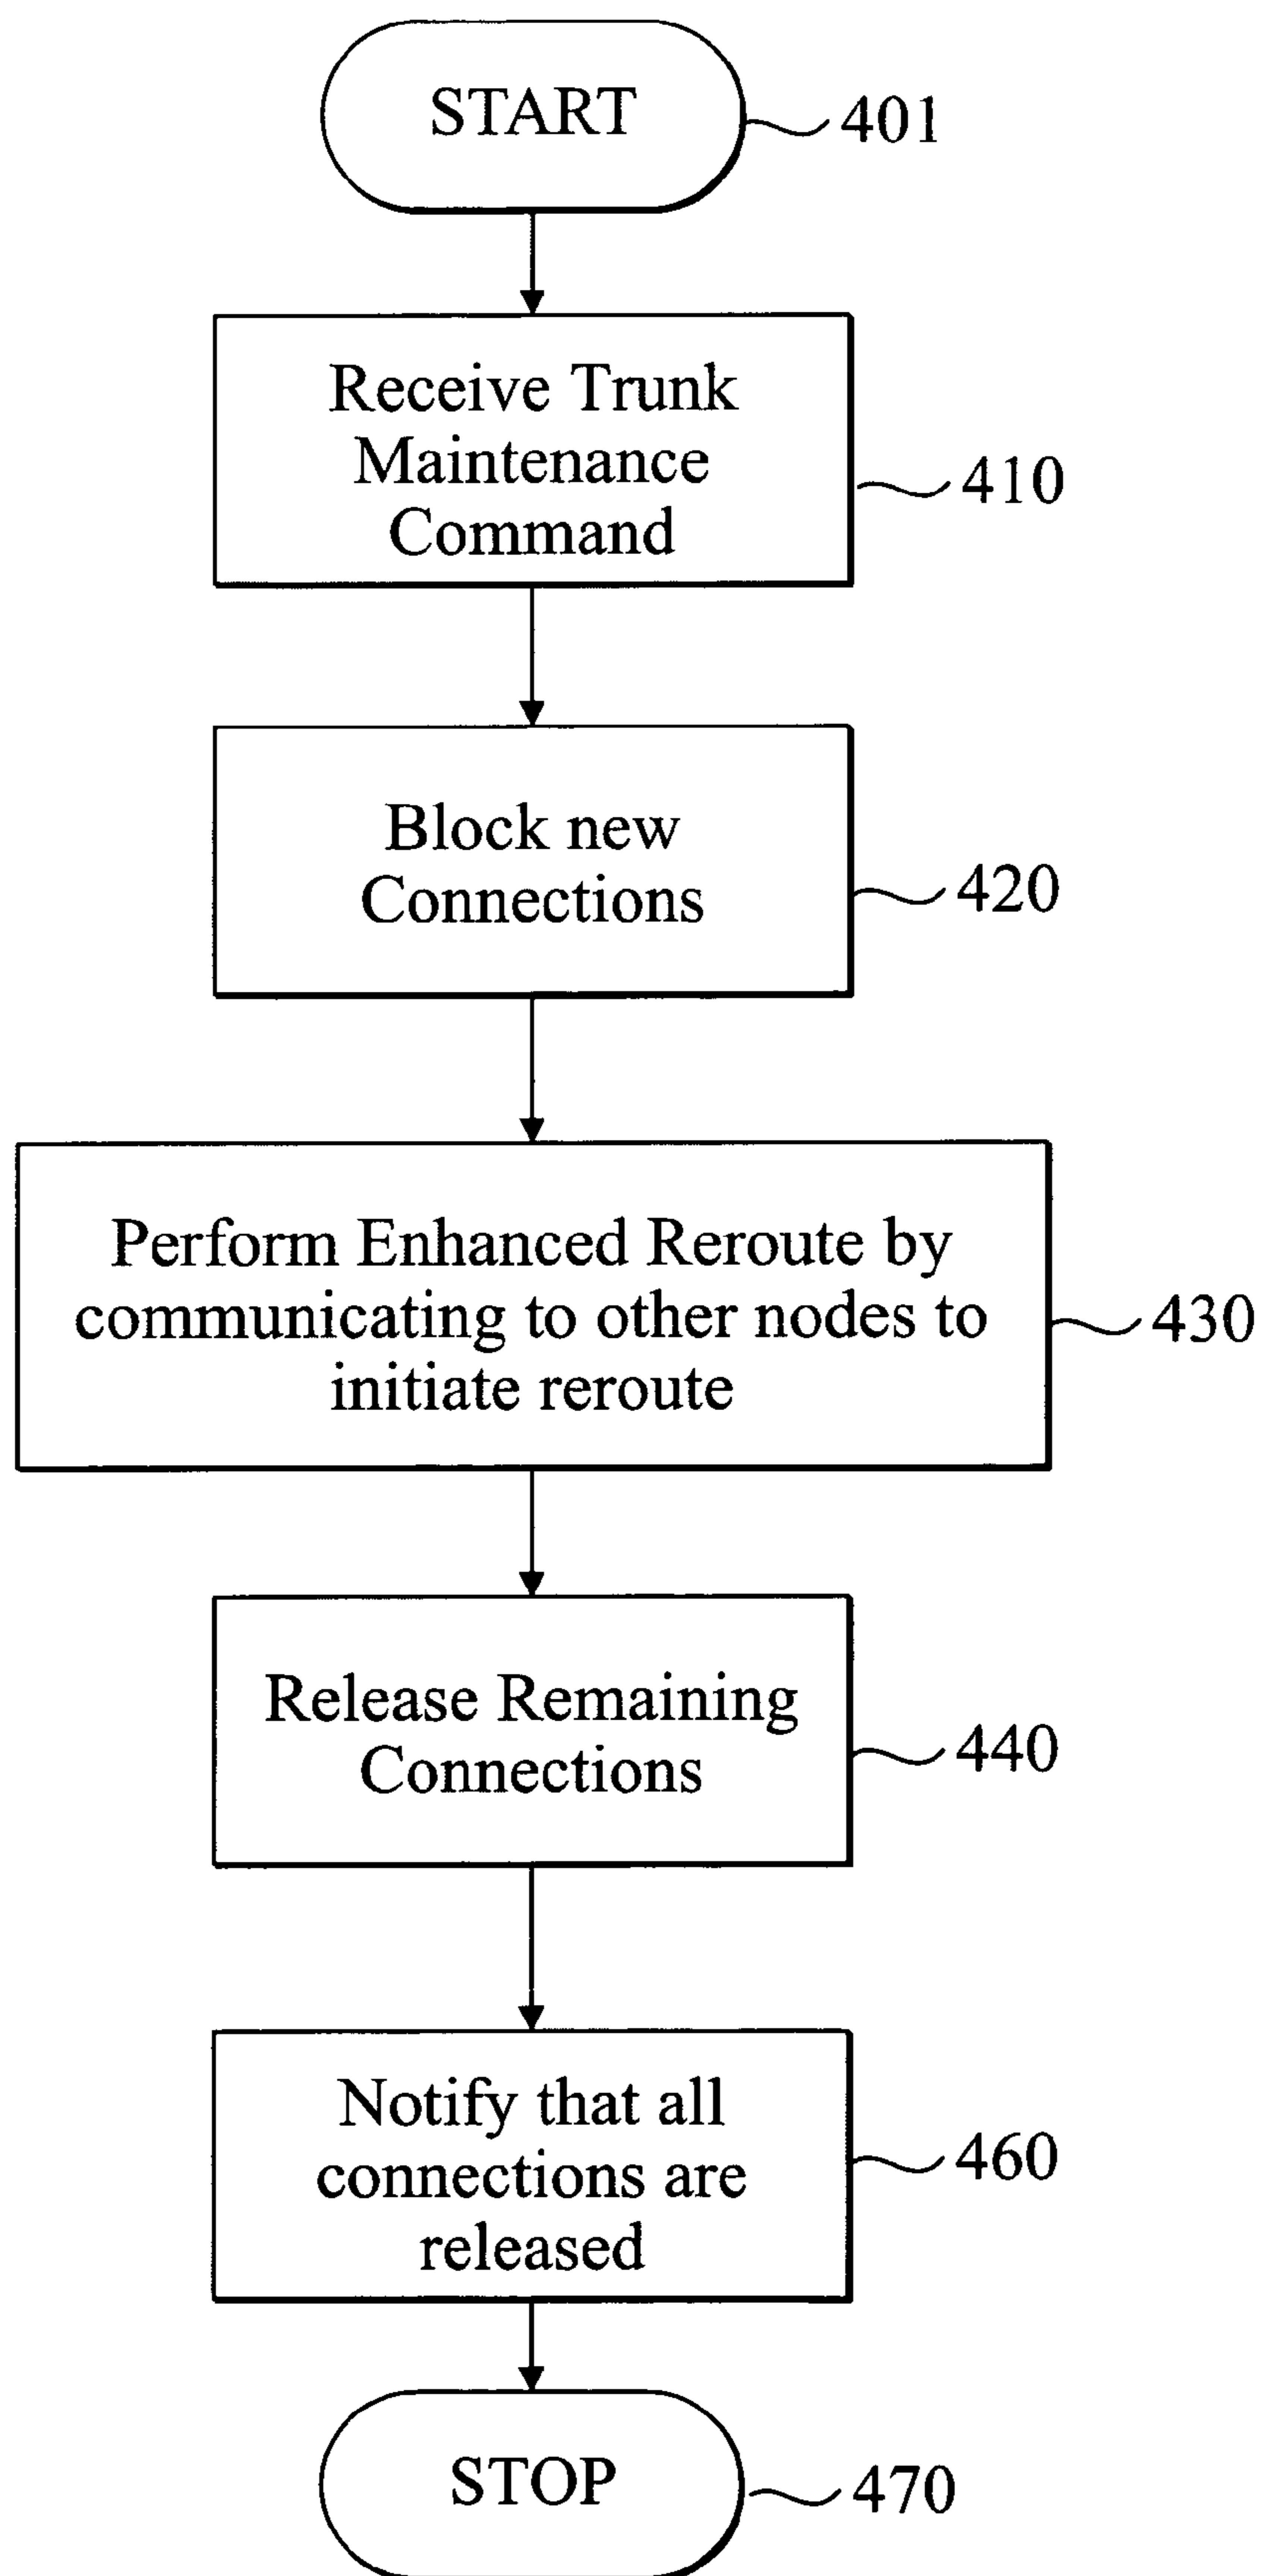 START
401
Receive Trunk
Maintenance
Command
410
Block new
Connections
420
Perform Enhanced Reroute by
communicating to other nodes to
initiate reroute
430
Release Remaining
Connections
440
Notify that all
connections are
released
460
STOP
470